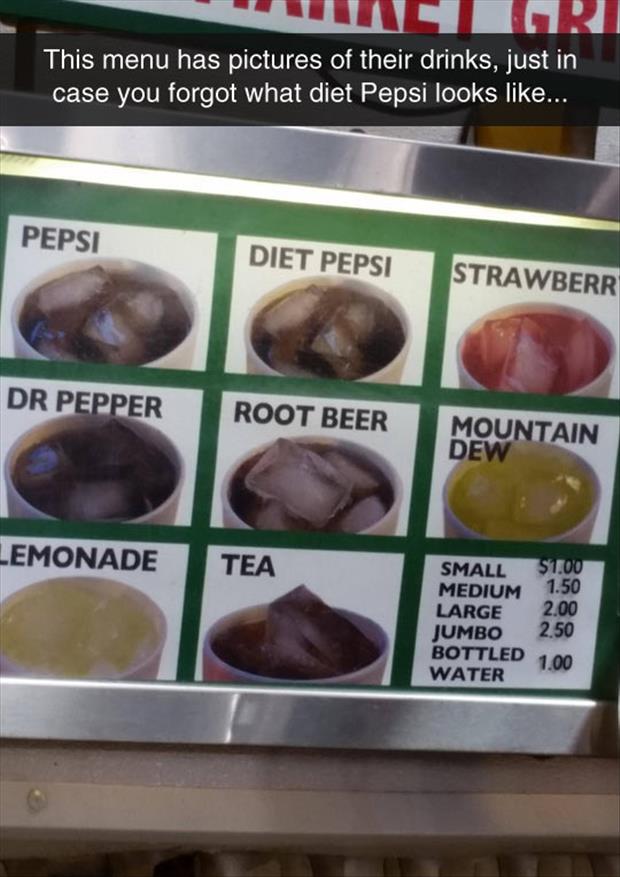 This menu has pictures of their drinks, just in
case you forgot what diet Pepsi looks like...
PEPSI
DIET PEPSI
STRAWBERR
DR PEPPER
ROOT BEER
MOUNTAIN
DEW
LEMONADE
TEA
SMALL $1.00
MEDIUM 1.50
LARGE 2.00
JUMBO 2.50
BOTTLED
WATER 1.00